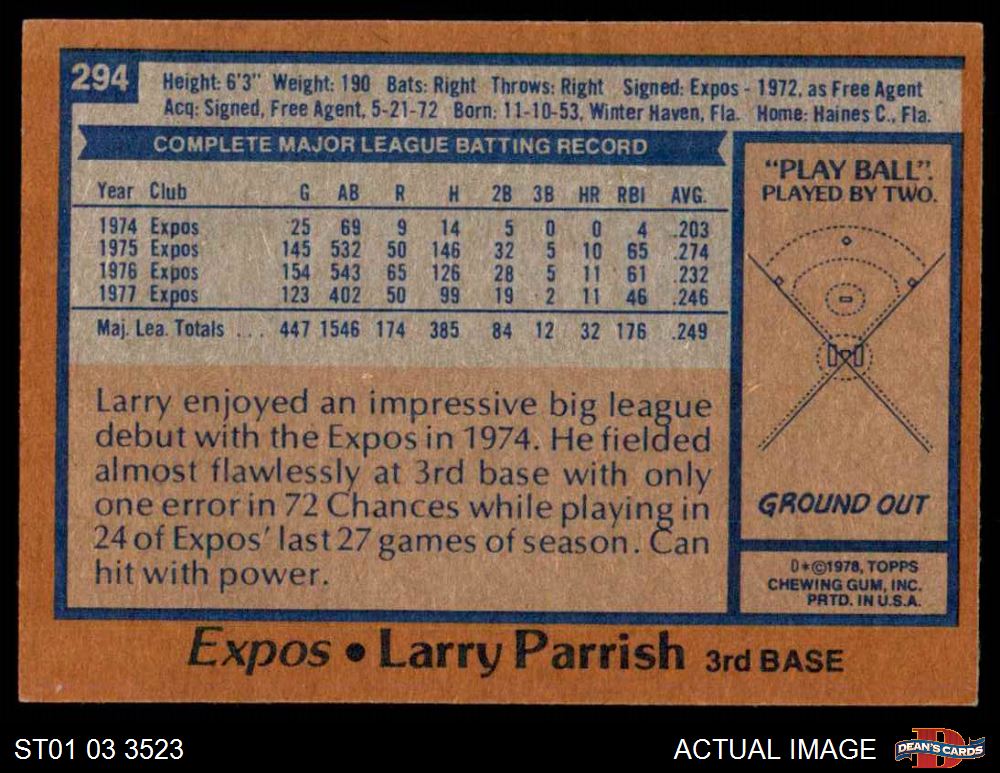 294
Height: 6'3" Weight: 190 Bats: Right Throws: Right Signed: Expos - 1972, as Free Agent
Acq: Signed, Free Agent, 5-21-72 Born: 11-10-53, Winter Haven, Fla. Home: Haines C., Fla.
COMPLETE MAJOR LEAGUE BATTING RECORD
Year Club G AB R H 2B 3B HR RBI AVG.
1974 Expos 25 69 9 14 5 0 0 4 .203
1975 Expos 145 532 50 146 32 5 10 65 .274
1976 Expos 154 543 65 126 28 5 11 61 .232
1977 Expos 123 402 50 99 19 2 11 46 .246
Maj. Lea. Totals ... 447 1546 174 385 84 12 32 176 .249
Larry enjoyed an impressive big league
debut with the Expos in 1974. He fielded
almost flawlessly at 3rd base with only
one error in 72 Chances while playing in
24 of Expos' last 27 games of season. Can
hit with power.
"PLAY BALL".
PLAYED BY TWO.
GROUND OUT
D*©1978, TOPPS
CHEWING GUM, INC.
PRTD. IN U.S.A.
Expos • Larry Parrish 3rd BASE
ST01 03 3523
ACTUAL IMAGE
DEAN'S CARDS